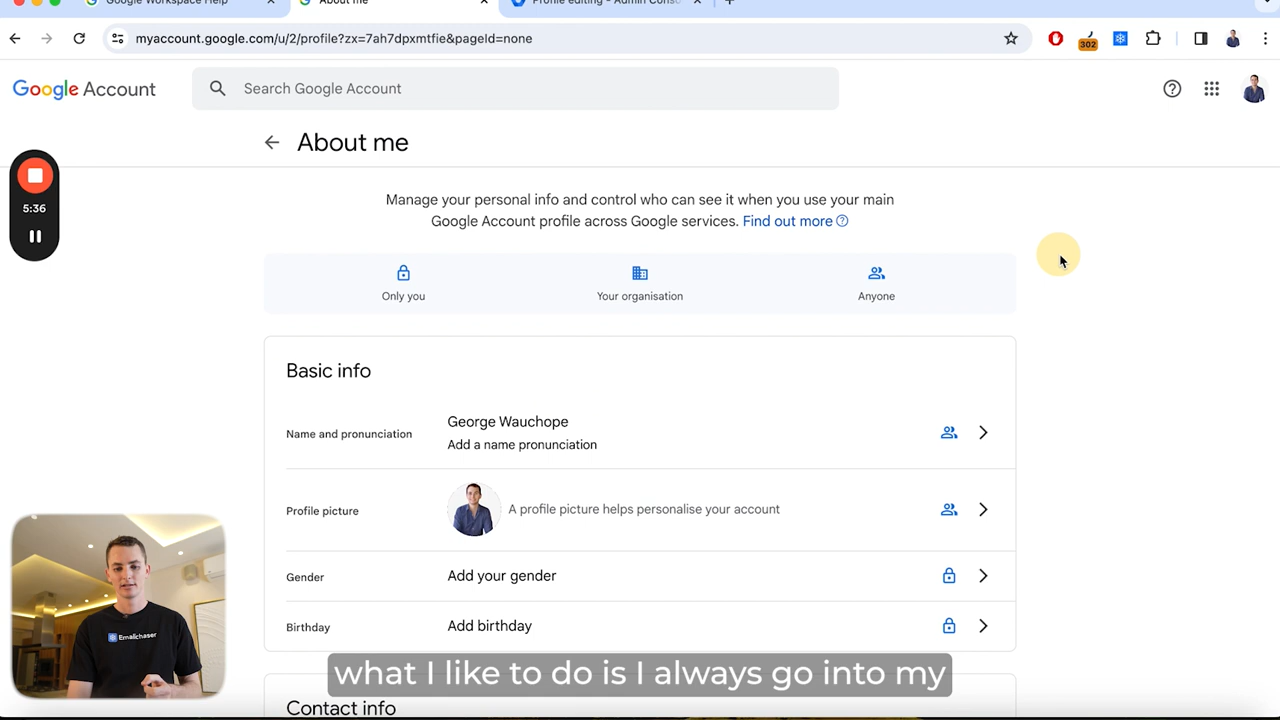 Google Workspace Help
About me
Profile editing - Admin Conso
myaccount.google.com/u/2/profile?zx=7ah7dpxmtfie&pageId=none
302
Google Account
Search Google Account
About me
5:36
Manage your personal info and control who can see it when you use your main
Google Account profile across Google services. Find out more
Only you
Your organisation
Anyone
Basic info
Name and pronunciation
George Wauchope
Add a name pronunciation
Profile picture
A profile picture helps personalise your account
Gender
Add your gender
Birthday
Add birthday
Emailchaser
what I like to do is I always go into my
Contact info